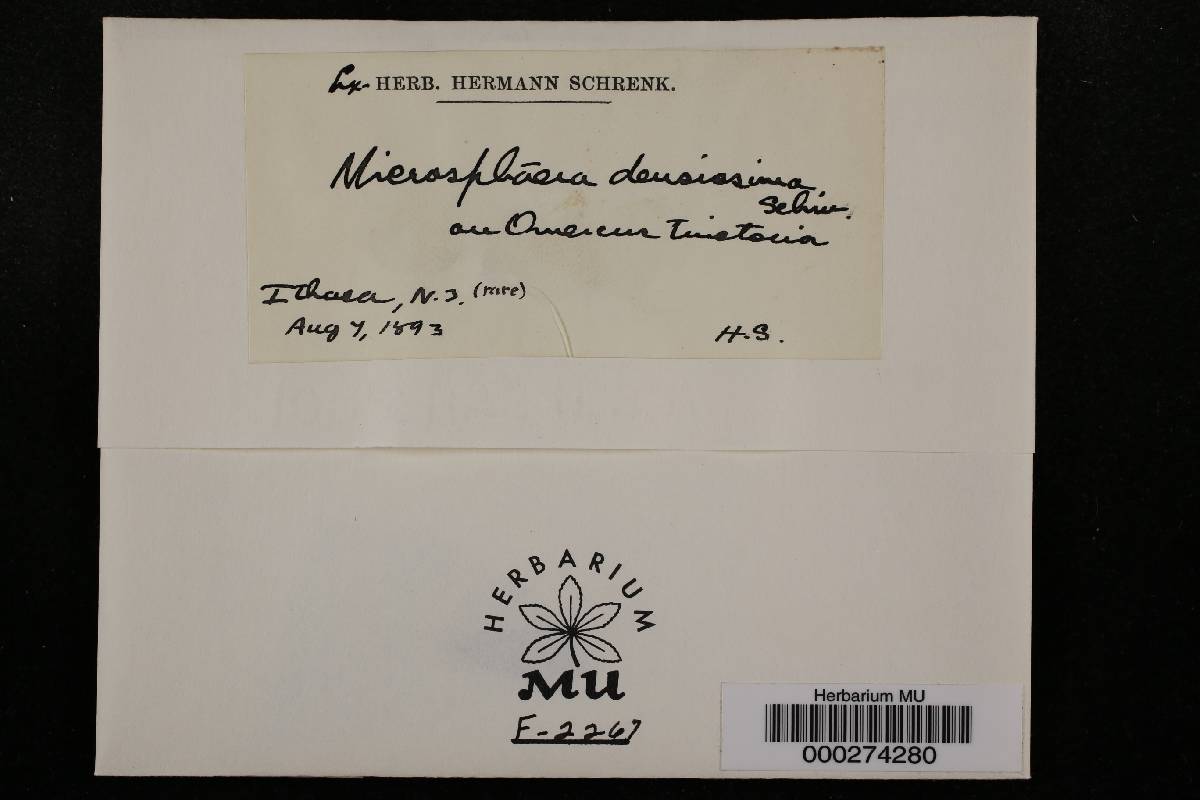 Ex HERB. HERMANN SCHRENK.
Microsphaera densissima
Schw.
on Quercus tinctoria
Ithaca, N.Y. (rare)
Aug 7, 1893
H.S.
HERBARIUM
MU
F-2267
Herbarium MU
000274280